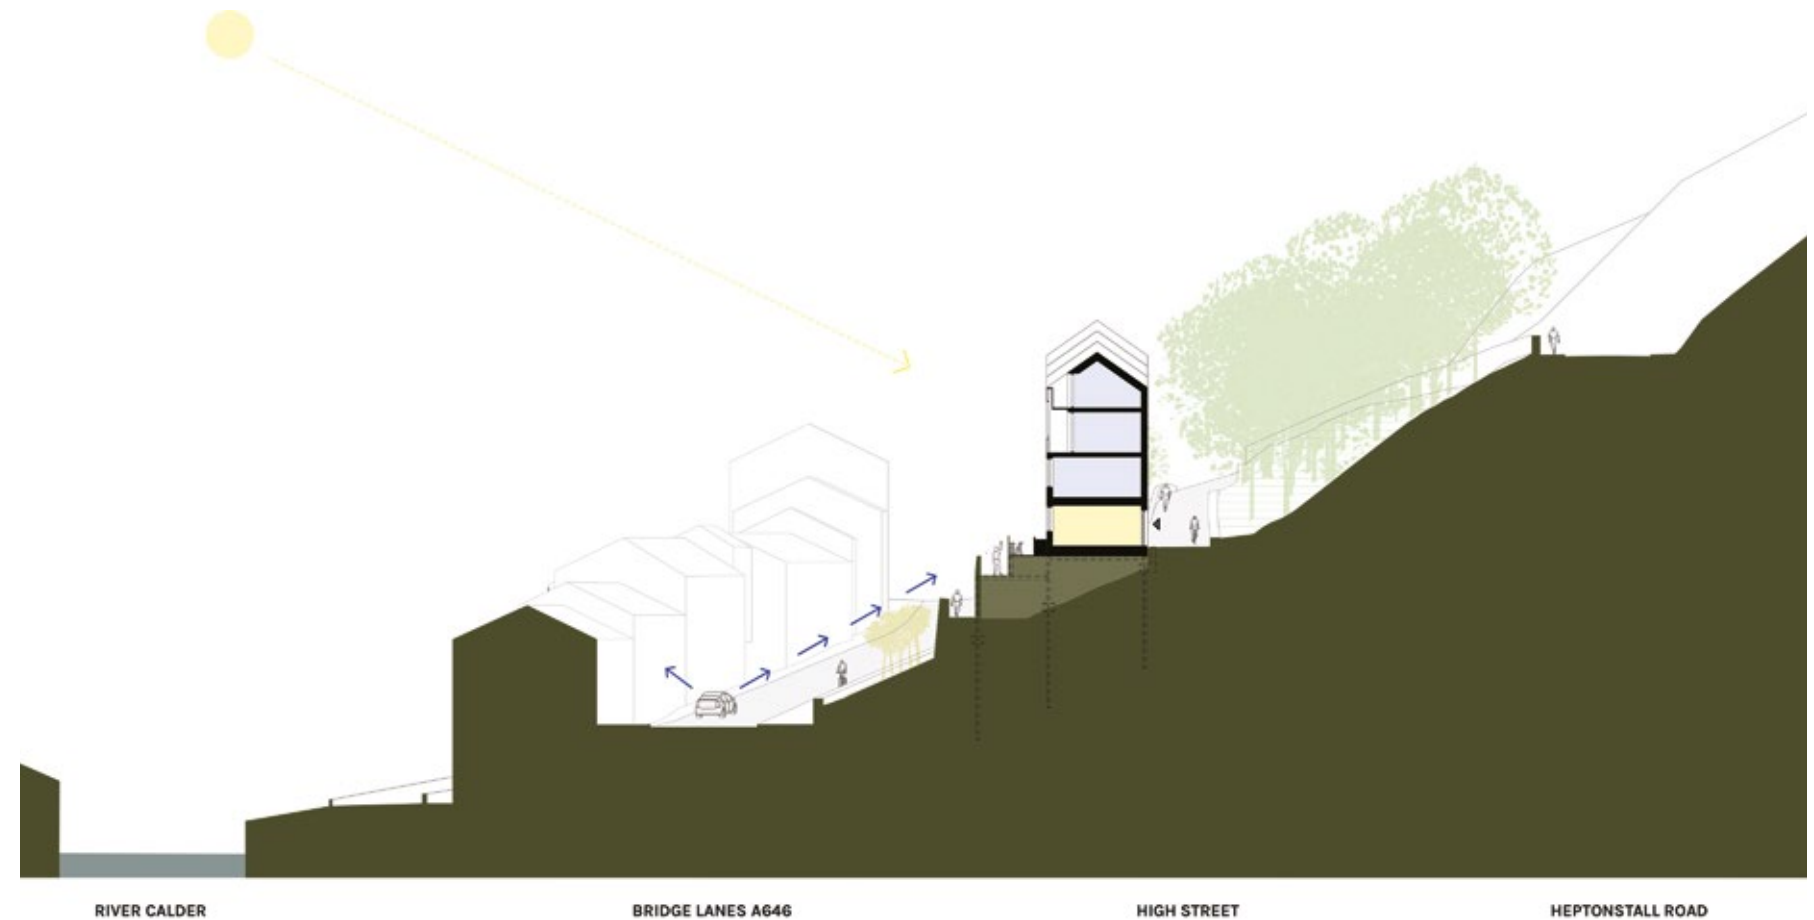 RIVER CALDER
BRIDGE LANES A646
HIGH STREET
HEPTONSTALL ROAD